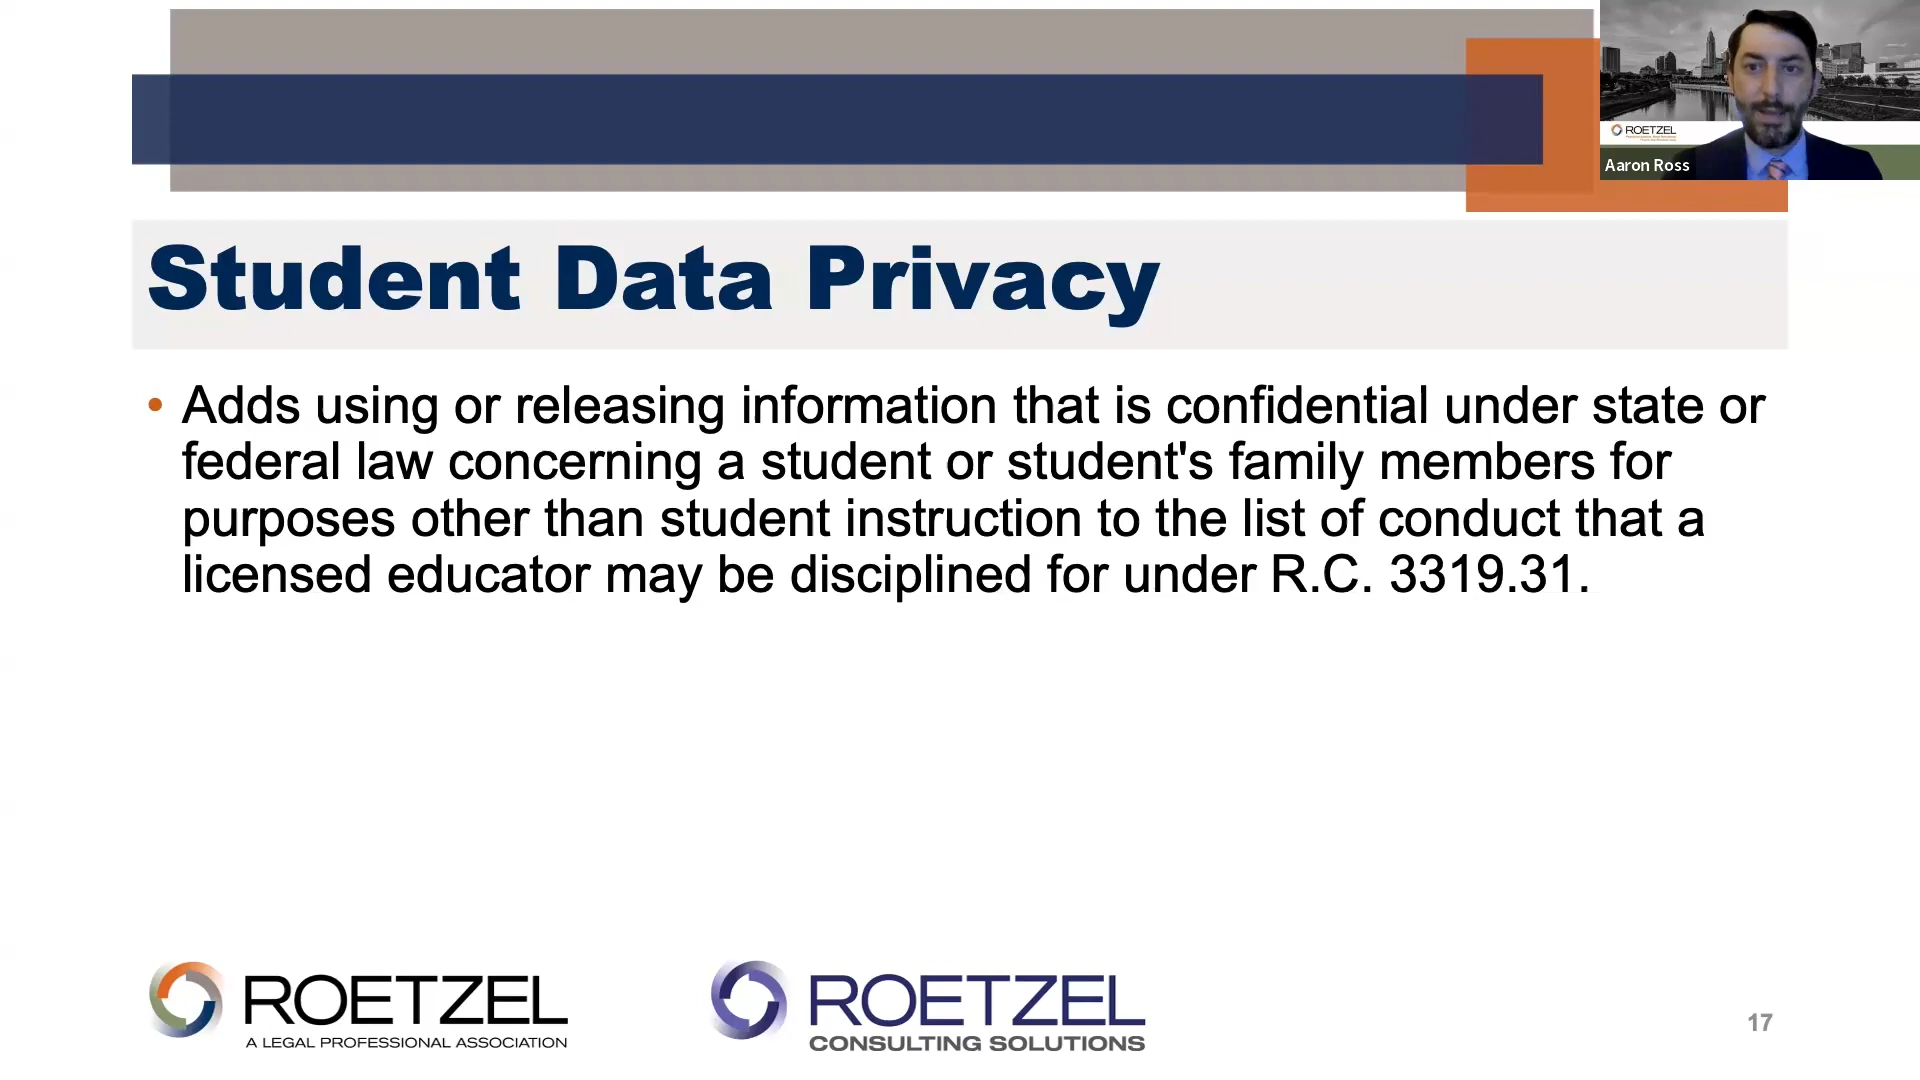 ROETZEL
Aaron Ross
Student Data Privacy
• Adds using or releasing information that is confidential under state or
federal law concerning a student or student's family members for
purposes other than student instruction to the list of conduct that a
licensed educator may be disciplined for under R.C. 3319.31.
ROETZEL
A LEGAL PROFESSIONAL ASSOCIATION
ROETZEL
CONSULTING SOLUTIONS
17